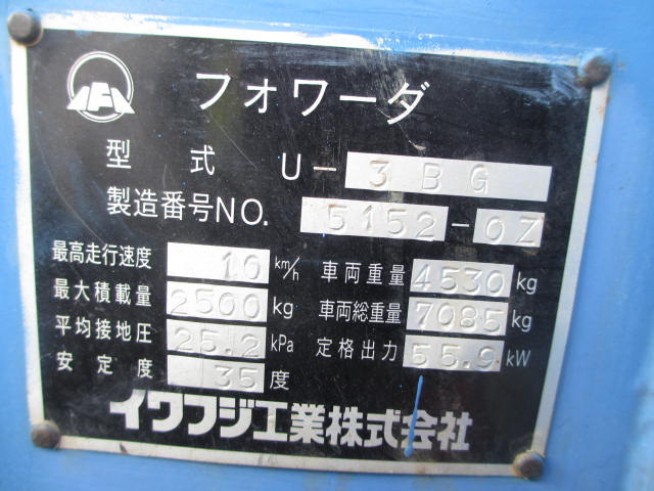 IFI フォワーダ
型式 U-3BG
製造番号NO. 5152-0Z
最高走行速度 10 km/h 車両重量 4530 kg
最大積載量 2500 kg 車両総重量 7085 kg
平均接地圧 25.2 kPa 定格出力 55.9 kW
安定度 35 度
イワフジ工業株式会社